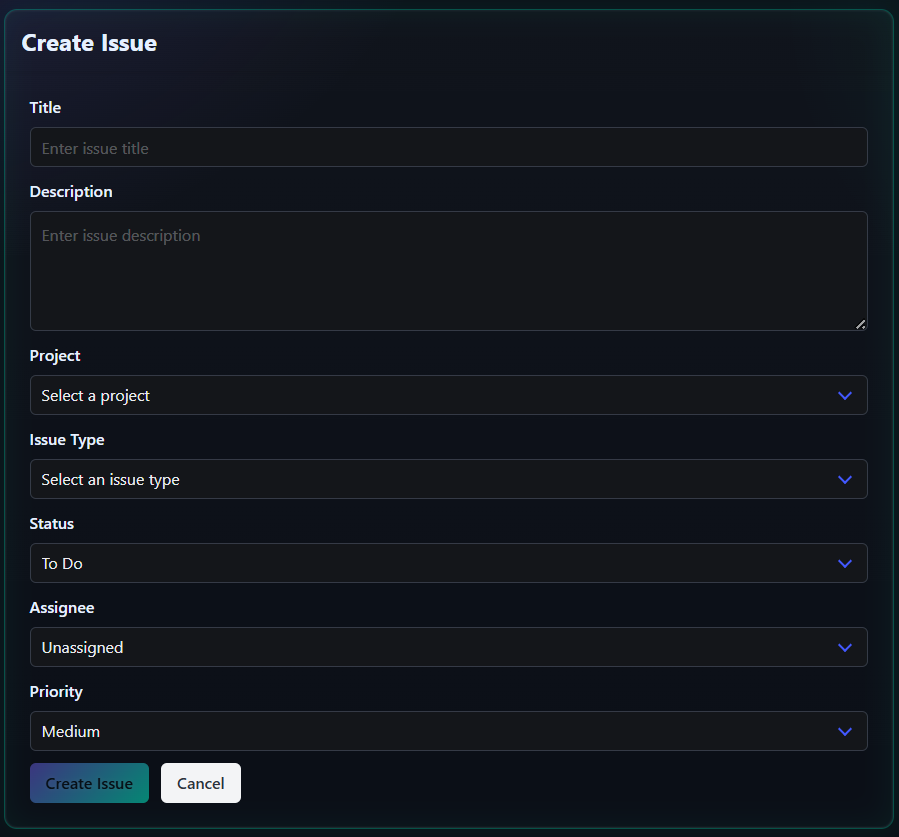 Create Issue
Title
Enter issue title
Description
Enter issue description
Project
Select a project
Issue Type
Select an issue type
Status
To Do
Assignee
Unassigned
Priority
Medium
Create Issue Cancel